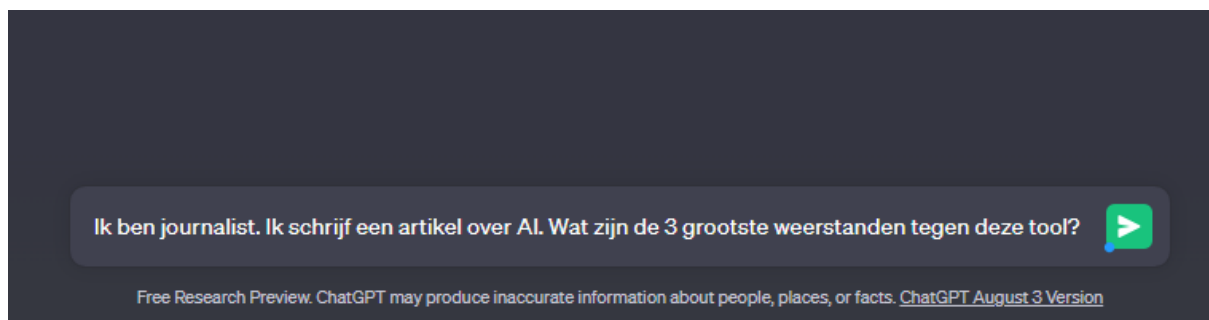 Ik ben journalist. Ik schrijf een artikel over AI. Wat zijn de 3 grootste weerstanden tegen deze tool?
Free Research Preview. ChatGPT may produce inaccurate information about people, places, or facts. ChatGPT August 3 Version